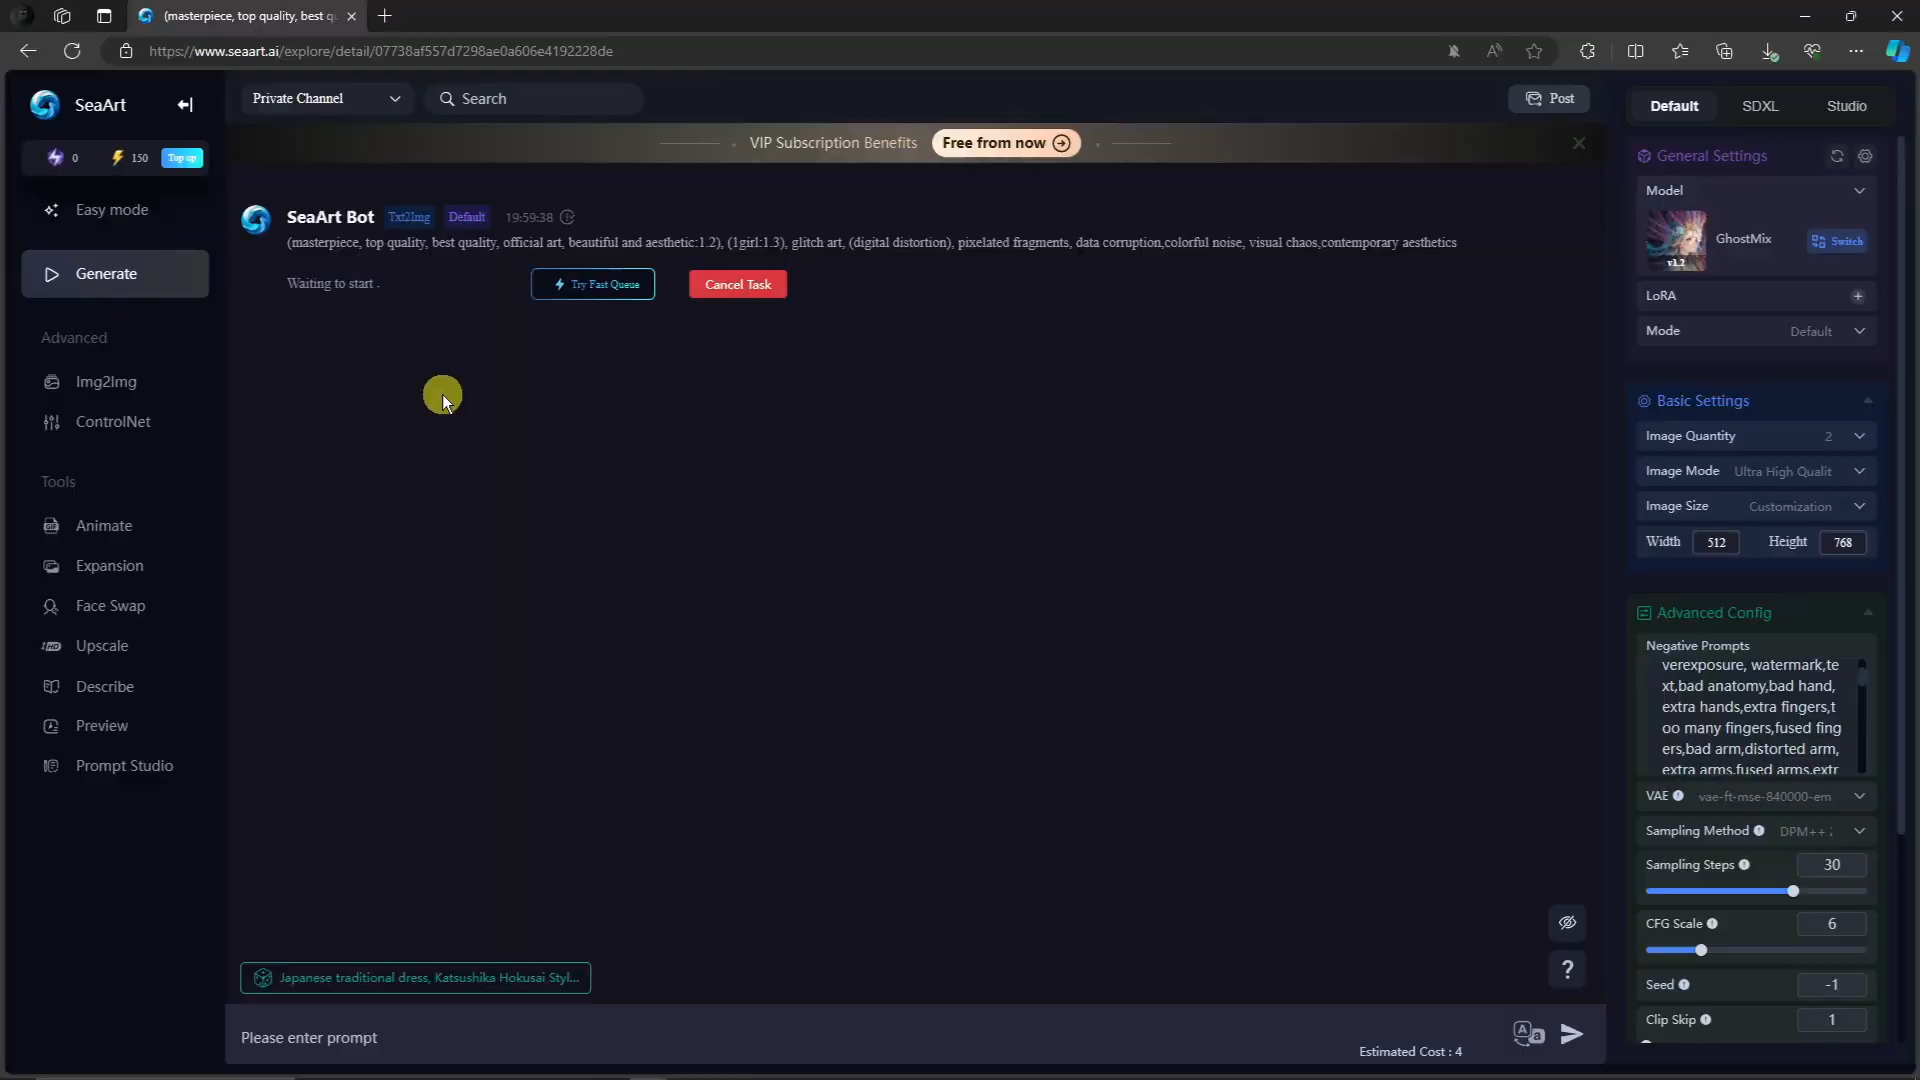 (masterpiece, top quality, best q
https://www.seaart.ai/explore/detail/07738af557d7298ae0a606e4192228de
SeaArt
0
150
Top up
Easy mode
Generate
Advanced
Img2Img
ControlNet
Tools
Animate
Expansion
Face Swap
Upscale
Describe
Preview
Prompt Studio
Private Channel
Search
Post
VIP Subscription Benefits
Free from now
SeaArt Bot
Txt2Img
Default
19:59:38
(masterpiece, top quality, best quality, official art, beautiful and aesthetic:1.2), (1girl:1.3), glitch art, (digital distortion), pixelated fragments, data corruption,colorful noise, visual chaos,contemporary aesthetics
Waiting to start .
Try Fast Queue
Cancel Task
Japanese traditional dress, Katsushika Hokusai Styl...
Please enter prompt
Estimated Cost : 4
?
Default
SDXL
Studio
General Settings
Model
v1.2
GhostMix
Switch
LoRA
Mode
Default
Basic Settings
Image Quantity
2
Image Mode
Ultra High Qualit
Image Size
Customization
Width
512
Height
768
Advanced Config
Negative Prompts
verexposure, watermark,te
xt,bad anatomy,bad hand,
extra hands,extra fingers,t
oo many fingers,fused fing
ers,bad arm,distorted arm,
extra arms,fused arms,extr
VAE
vae-ft-mse-840000-em
Sampling Method
DPM++
Sampling Steps
30
CFG Scale
6
Seed
-1
Clip Skip
1